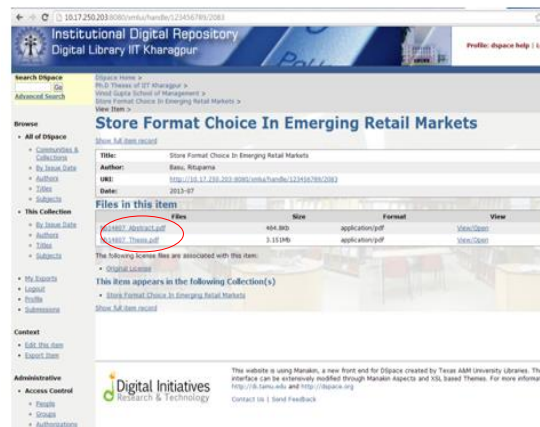 10.17.250.203:8080/xmlui/handle/123456789/2083
Institutional Digital Repository
Digital Library IIT Kharagpur
Profile: dspace help |
Search DSpace
Go
Advanced Search
DSpace Home >
Ph.D Theses of IIT Kharagpur >
Vinod Gupta School of Management >
Store Format Choice In Emerging Retail Markets >
View Item >
Store Format Choice In Emerging Retail Markets
Show full item record
Title: Store Format Choice In Emerging Retail Markets
Author: Basu, Rituparna
URI: http://10.17.250.203:8080/xmlui/handle/123456789/2083
Date: 2013-07
Files in this item
Files Size Format View
Nb14807_Abstract.pdf 464.8Kb application/pdf View/Open
Nb14807_Thesis.pdf 3.151Mb application/pdf View/Open
The following license files are associated with this item:
• Original License
This item appears in the following Collection(s)
• Store Format Choice In Emerging Retail Markets
Show full item record
Browse
• All of DSpace
Communities & Collections
By Issue Date
Authors
Titles
Subjects
• This Collection
By Issue Date
Authors
Titles
Subjects
• My Exports
• Logout
• Profile
• Submissions
Context
• Edit this item
• Export Item
Administrative
• Access Control
People
Groups
Authorizations
Digital Initiatives
Research & Technology
This website is using Manakin, a new front end for DSpace created by Texas A&M University Libraries. Th
interface can be extensively modified through Manakin Aspects and XSL based Themes. For more informat
http://di.tamu.edu and http://dspace.org
Contact Us | Send Feedback